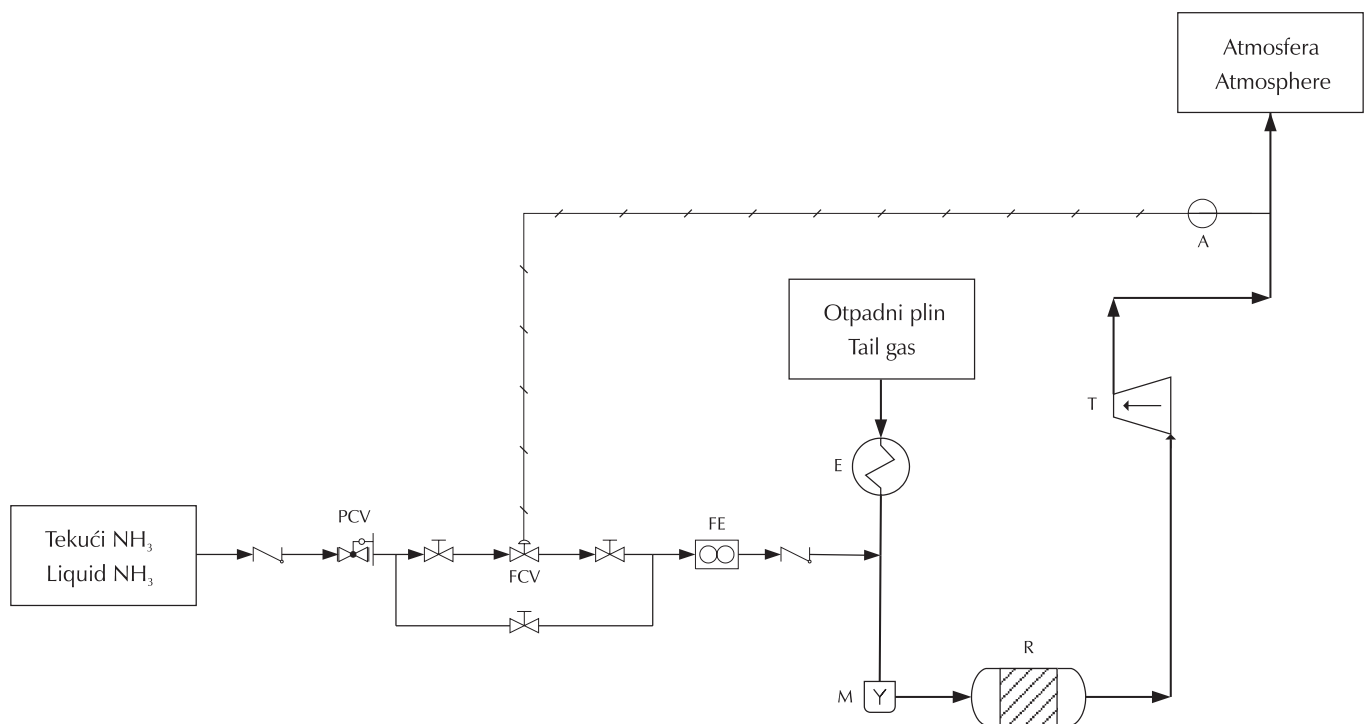 Atmosfera
Atmosphere
A
Otpadni plin
Tail gas
T
E
PCV
FE
Tekući NH₃
Liquid NH₃
FCV
R
M
Y